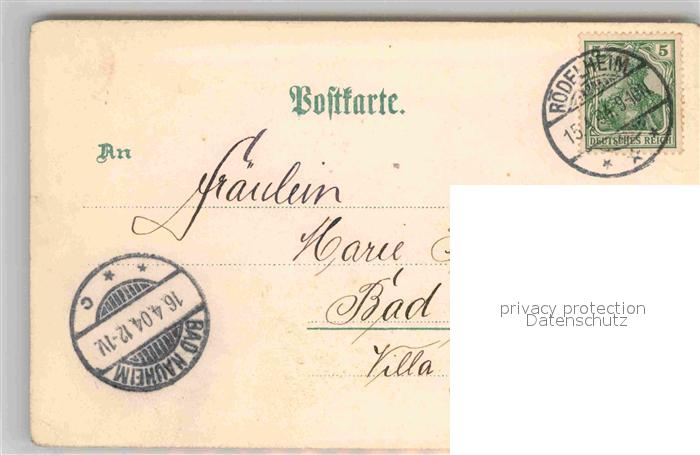 5 5
DEUTSCHES REICH
RÖDELHEIM
Postkarte.
An
Fräulein
Marie
Bad
Villa
BAD NAUHEIM
16.4.04.12-1V.
c
privacy protection
Datenschutz